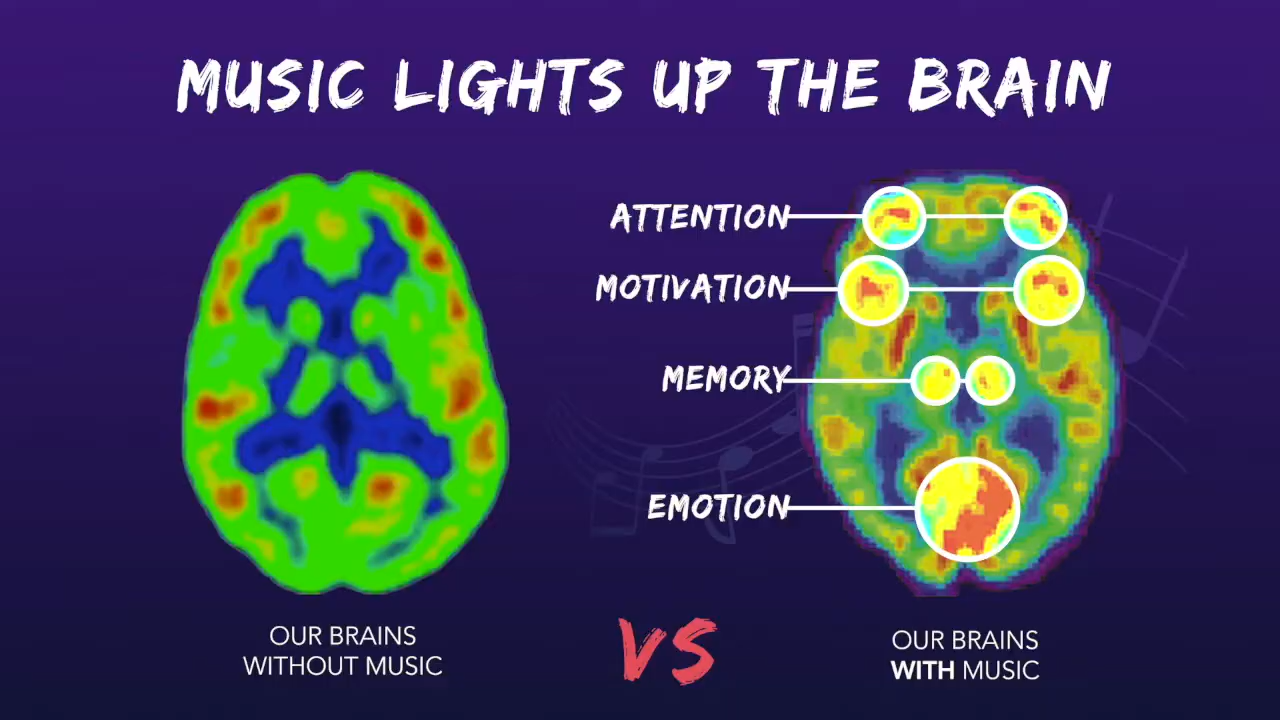 MUSIC LIGHTS UP THE BRAIN
ATTENTION
MOTIVATION
MEMORY
EMOTION
OUR BRAINS
WITHOUT MUSIC
VS
OUR BRAINS
WITH MUSIC